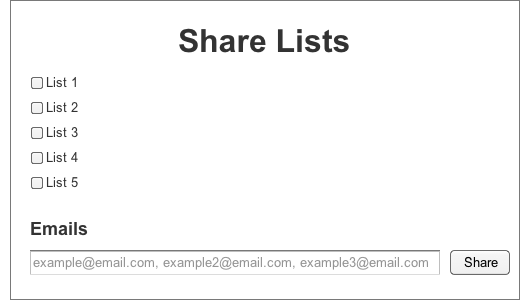 Share Lists
List 1
List 2
List 3
List 4
List 5
Emails
example@email.com, example2@email.com, example3@email.com
Share